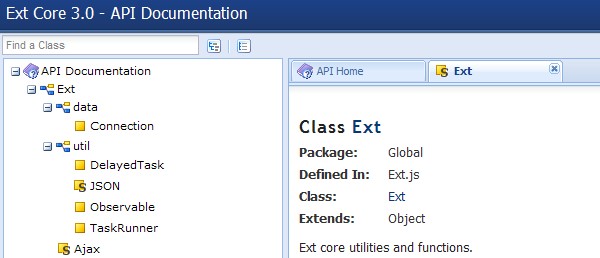 Ext Core 3.0 - API Documentation
Find a Class
API Documentation
Ext
data
Connection
util
DelayedTask
JSON
Observable
TaskRunner
Ajax
API Home
Ext
Class Ext
Package: Global
Defined In: Ext.js
Class: Ext
Extends: Object
Ext core utilities and functions.